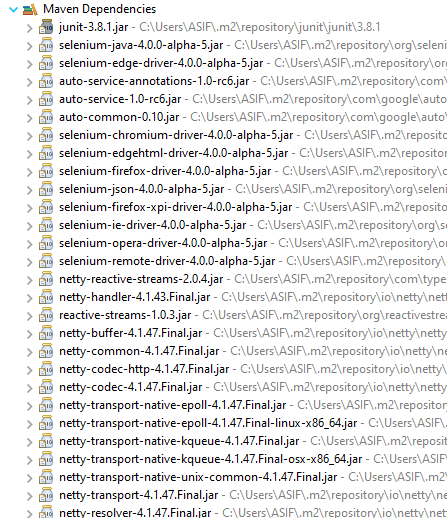 Maven Dependencies
junit-3.8.1.jar - C:\Users\ASIF\.m2\repository\junit\junit\3.8.1
selenium-java-4.0.0-alpha-5.jar - C:\Users\ASIF\.m2\repository\org\seleni
selenium-edge-driver-4.0.0-alpha-5.jar - C:\Users\ASIF\.m2\repository\org
auto-service-annotations-1.0-rc6.jar - C:\Users\ASIF\.m2\repository\com\
auto-service-1.0-rc6.jar - C:\Users\ASIF\.m2\repository\com\google\auto
auto-common-0.10.jar - C:\Users\ASIF\.m2\repository\com\google\auto\
selenium-chromium-driver-4.0.0-alpha-5.jar - C:\Users\ASIF\.m2\repositor
selenium-edgehtml-driver-4.0.0-alpha-5.jar - C:\Users\ASIF\.m2\repository
selenium-firefox-driver-4.0.0-alpha-5.jar - C:\Users\ASIF\.m2\repository\o
selenium-json-4.0.0-alpha-5.jar - C:\Users\ASIF\.m2\repository\org\seleni
selenium-firefox-xpi-driver-4.0.0-alpha-5.jar - C:\Users\ASIF\.m2\reposito
selenium-ie-driver-4.0.0-alpha-5.jar - C:\Users\ASIF\.m2\repository\org\s
selenium-opera-driver-4.0.0-alpha-5.jar - C:\Users\ASIF\.m2\repository\or
selenium-remote-driver-4.0.0-alpha-5.jar - C:\Users\ASIF\.m2\repository\o
netty-reactive-streams-2.0.4.jar - C:\Users\ASIF\.m2\repository\com\type
netty-handler-4.1.43.Final.jar - C:\Users\ASIF\.m2\repository\io\netty\nett
reactive-streams-1.0.3.jar - C:\Users\ASIF\.m2\repository\org\reactivestrea
netty-buffer-4.1.47.Final.jar - C:\Users\ASIF\.m2\repository\io\netty\nett
netty-common-4.1.47.Final.jar - C:\Users\ASIF\.m2\repository\io\netty\ne
netty-codec-http-4.1.47.Final.jar - C:\Users\ASIF\.m2\repository\io\netty\
netty-codec-4.1.47.Final.jar - C:\Users\ASIF\.m2\repository\io\netty\nett
netty-transport-native-epoll-4.1.47.Final.jar - C:\Users\ASIF\.m2\repositor
netty-transport-native-epoll-4.1.47.Final-linux-x86_64.jar - C:\Users\ASIF\
netty-transport-native-kqueue-4.1.47.Final.jar - C:\Users\ASIF\.m2\reposit
netty-transport-native-kqueue-4.1.47.Final-osx-x86_64.jar - C:\Users\ASIF\
netty-transport-native-unix-common-4.1.47.Final.jar - C:\Users\ASIF\.m2\
netty-transport-4.1.47.Final.jar - C:\Users\ASIF\.m2\repository\io\netty\n
netty-resolver-4.1.47.Final.jar - C:\Users\ASIF\.m2\repository\io\netty\ne